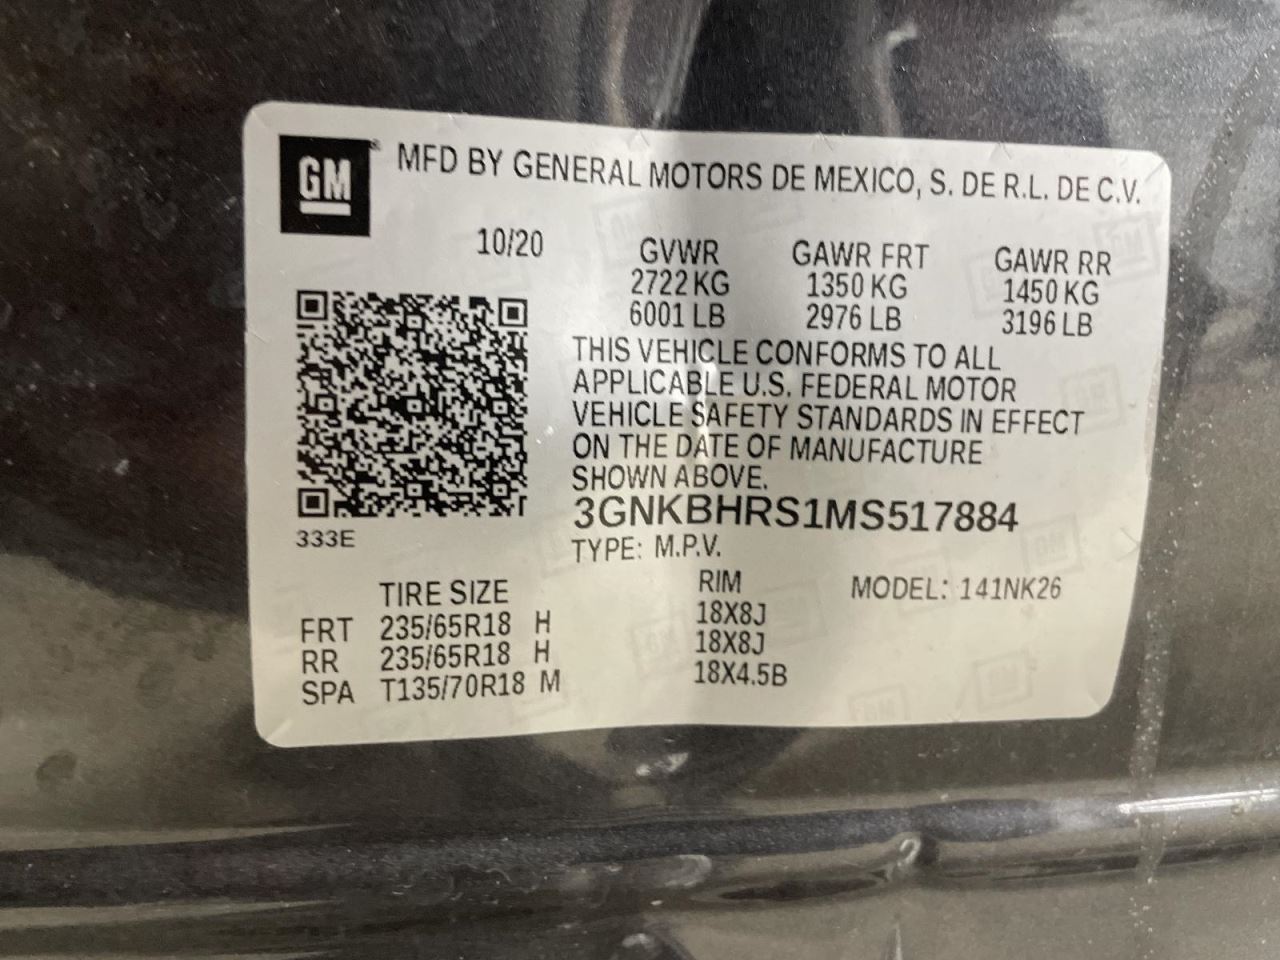 GM
MFD BY GENERAL MOTORS DE MEXICO, S. DE R.L. DE C.V.
10/20
GVWR GAWR FRT GAWR RR
2722 KG 1350 KG 1450 KG
6001 LB 2976 LB 3196 LB
THIS VEHICLE CONFORMS TO ALL
APPLICABLE U.S. FEDERAL MOTOR
VEHICLE SAFETY STANDARDS IN EFFECT
ON THE DATE OF MANUFACTURE
SHOWN ABOVE.
3GNKBHRS1MS517884
333E
TYPE: M.P.V.
TIRE SIZE RIM MODEL: 141NK26
FRT 235/65R18 H 18X8J
RR 235/65R18 H 18X8J
SPA T135/70R18 M 18X4.5B